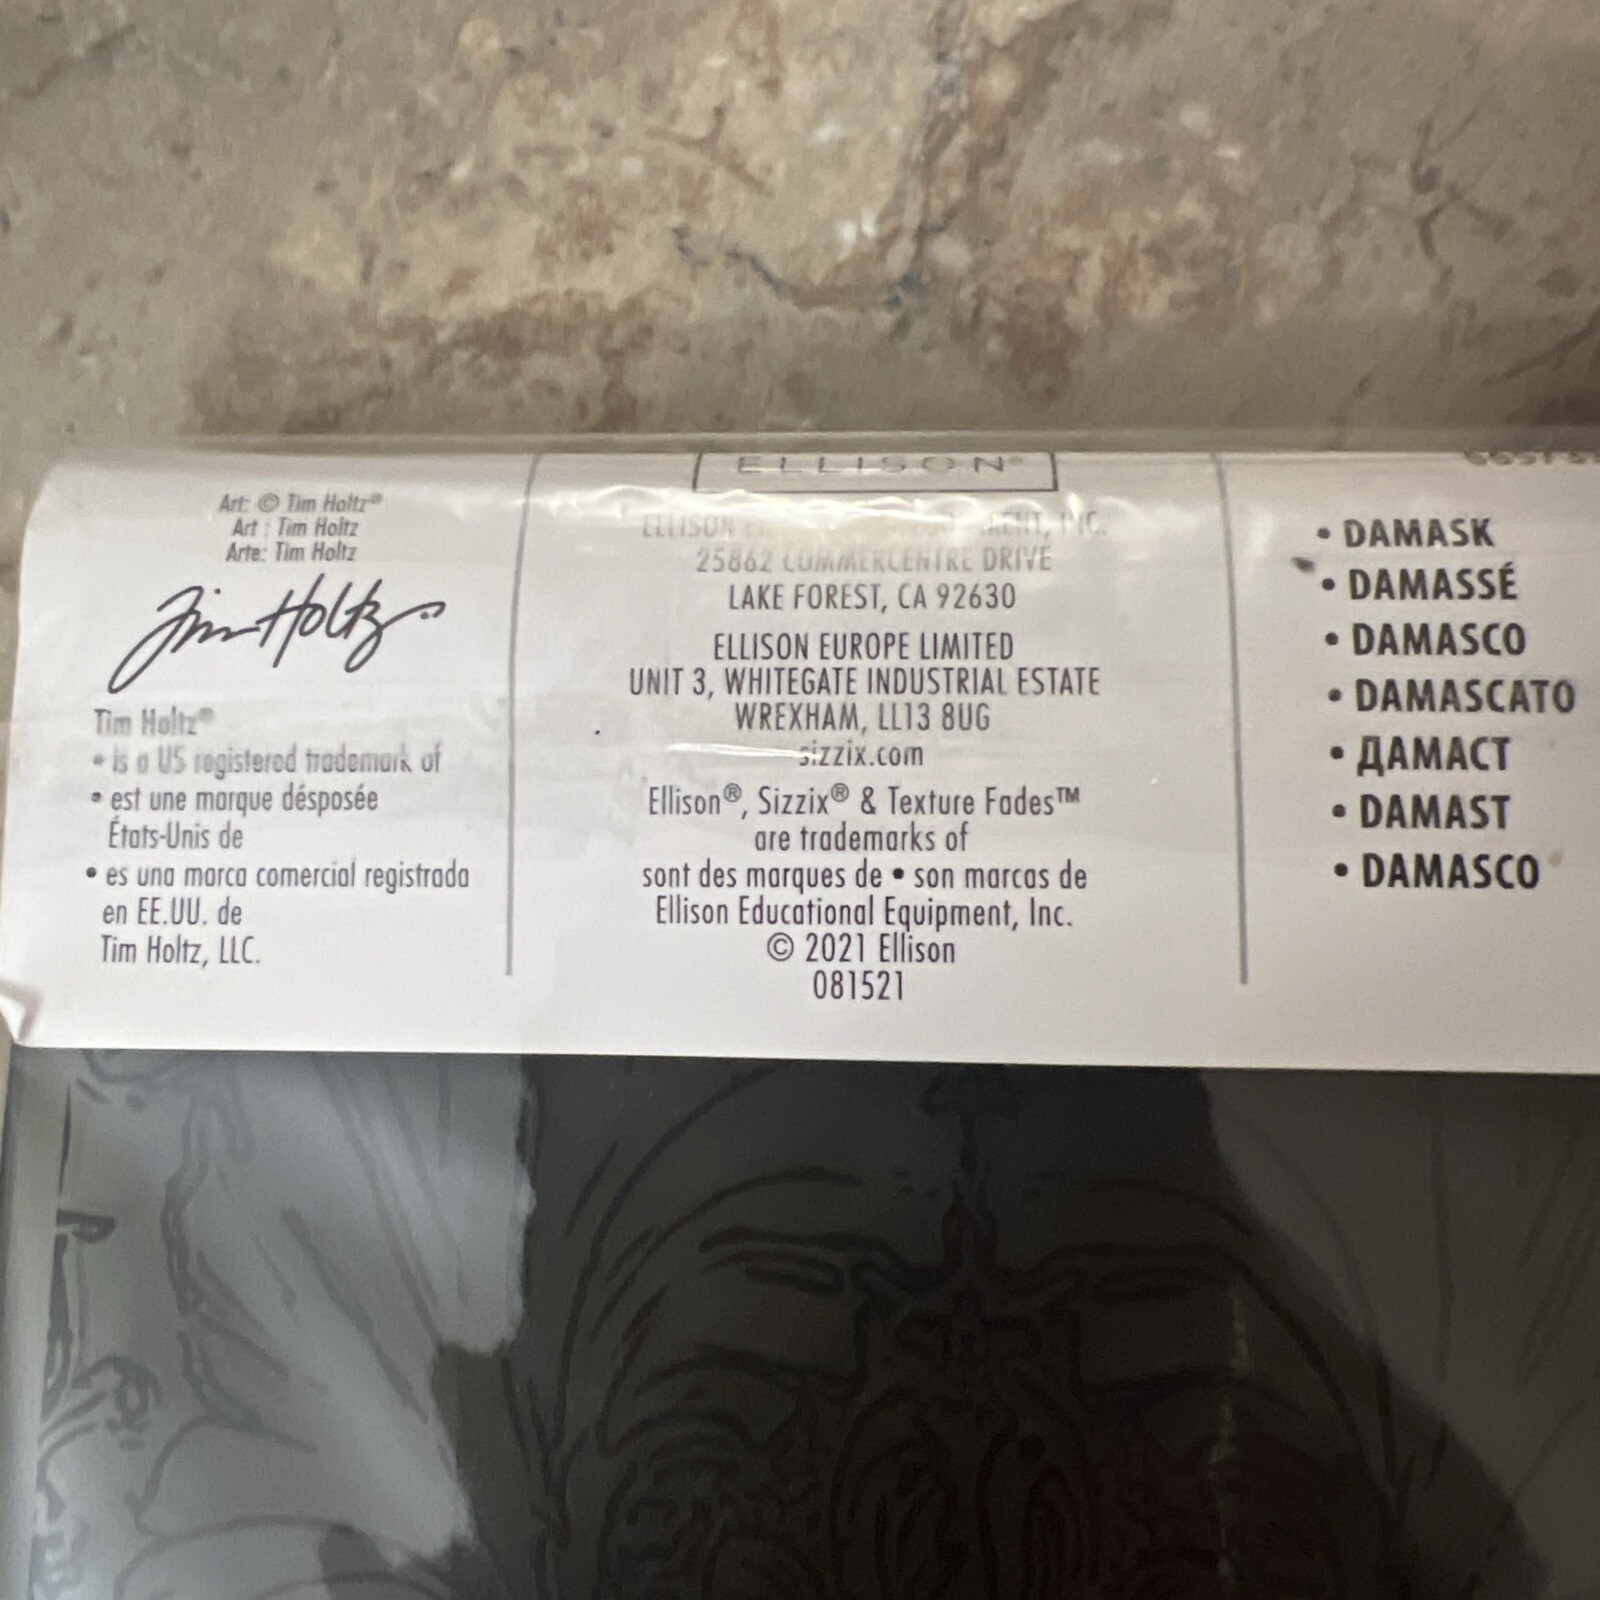 Art: © Tim Holtz®
Art : Tim Holtz
Arte: Tim Holtz
Tim Holtz
Tim Holtz®
• is a US registered trademark of
• est une marque désposée
États-Unis de
• es una marca comercial registrada
en EE.UU. de
Tim Holtz, LLC.
ELLISON®
ELLISON INC.
25862 COMMERCENTRE DRIVE
LAKE FOREST, CA 92630
ELLISON EUROPE LIMITED
UNIT 3, WHITEGATE INDUSTRIAL ESTATE
WREXHAM, LL13 8UG
sizzix.com
Ellison®, Sizzix® & Texture Fades™
are trademarks of
sont des marques de • son marcas de
Ellison Educational Equipment, Inc.
© 2021 Ellison
081521
• DAMASK
• DAMASSÉ
• DAMASCO
• DAMASCATO
• ДАМАСТ
• DAMAST
• DAMASCO